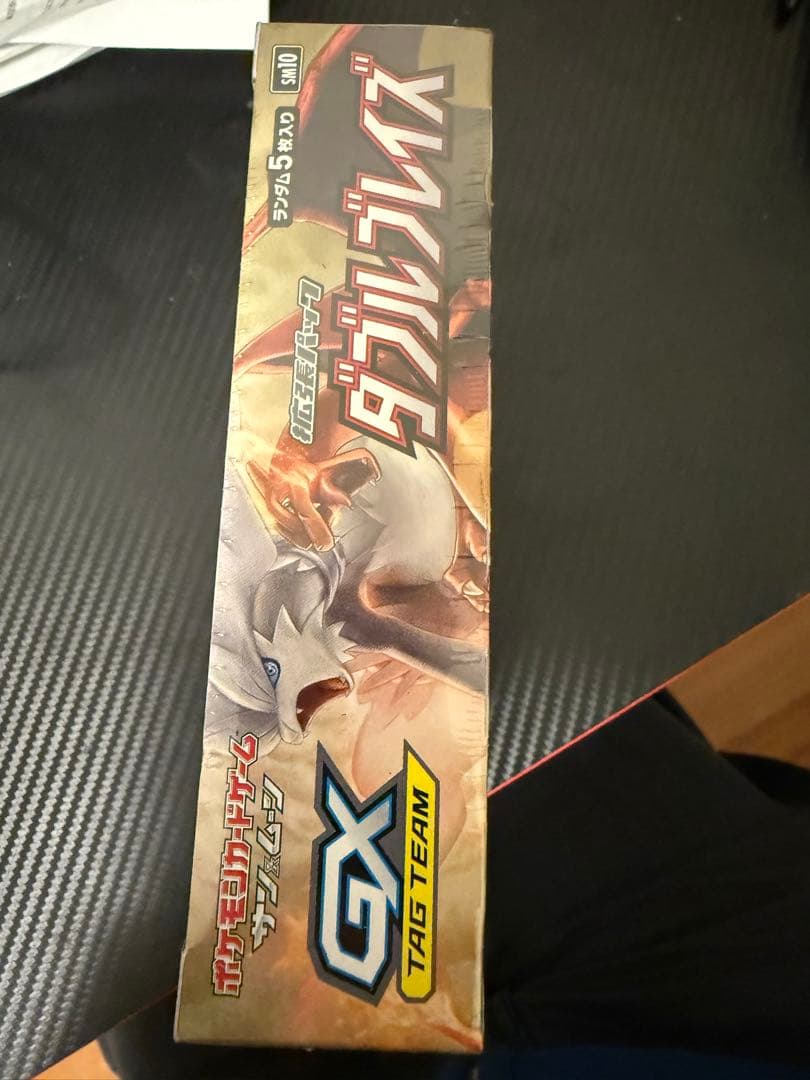 ポケモンカードゲーム
サン&ムーン
GX
TAG TEAM
拡張パック
ダブルブレイズ
ランダム5枚入り
SM10